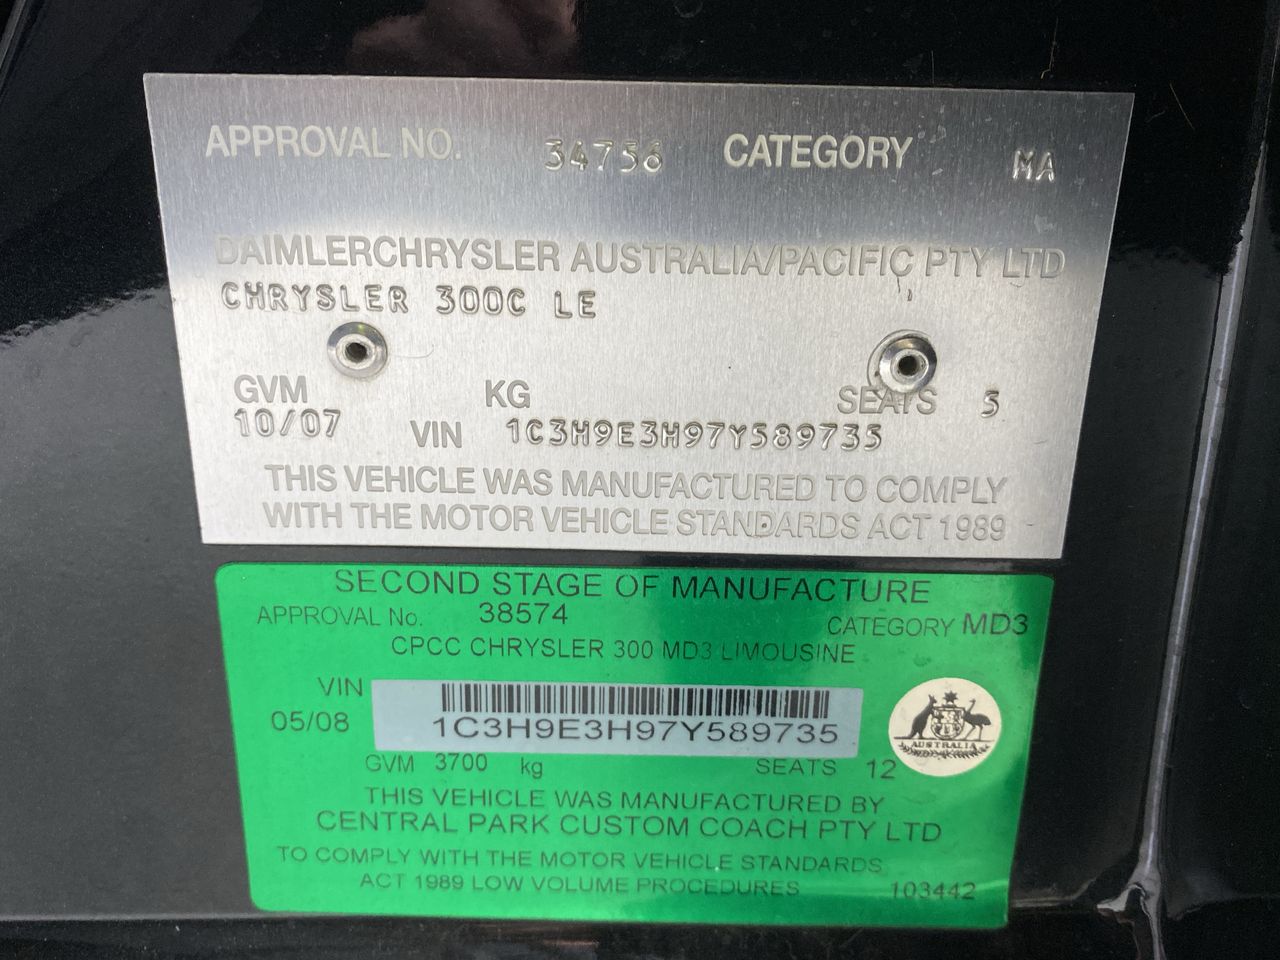 APPROVAL NO. 34756 CATEGORY MA
DAIMLERCHRYSLER AUSTRALIA/PACIFIC PTY LTD
CHRYSLER 300C LE
GVM KG SEATS 5
10/07 VIN 1C3H9E3H97Y589735
THIS VEHICLE WAS MANUFACTURED TO COMPLY
WITH THE MOTOR VEHICLE STANDARDS ACT 1989
SECOND STAGE OF MANUFACTURE
APPROVAL No. 38574 CATEGORY MD3
CPCC CHRYSLER 300 MD3 LIMOUSINE
VIN
05/08 1C3H9E3H97Y589735
AUSTRALIA
GVM 3700 kg SEATS 12
THIS VEHICLE WAS MANUFACTURED BY
CENTRAL PARK CUSTOM COACH PTY LTD
TO COMPLY WITH THE MOTOR VEHICLE STANDARDS
ACT 1989 LOW VOLUME PROCEDURES 103442